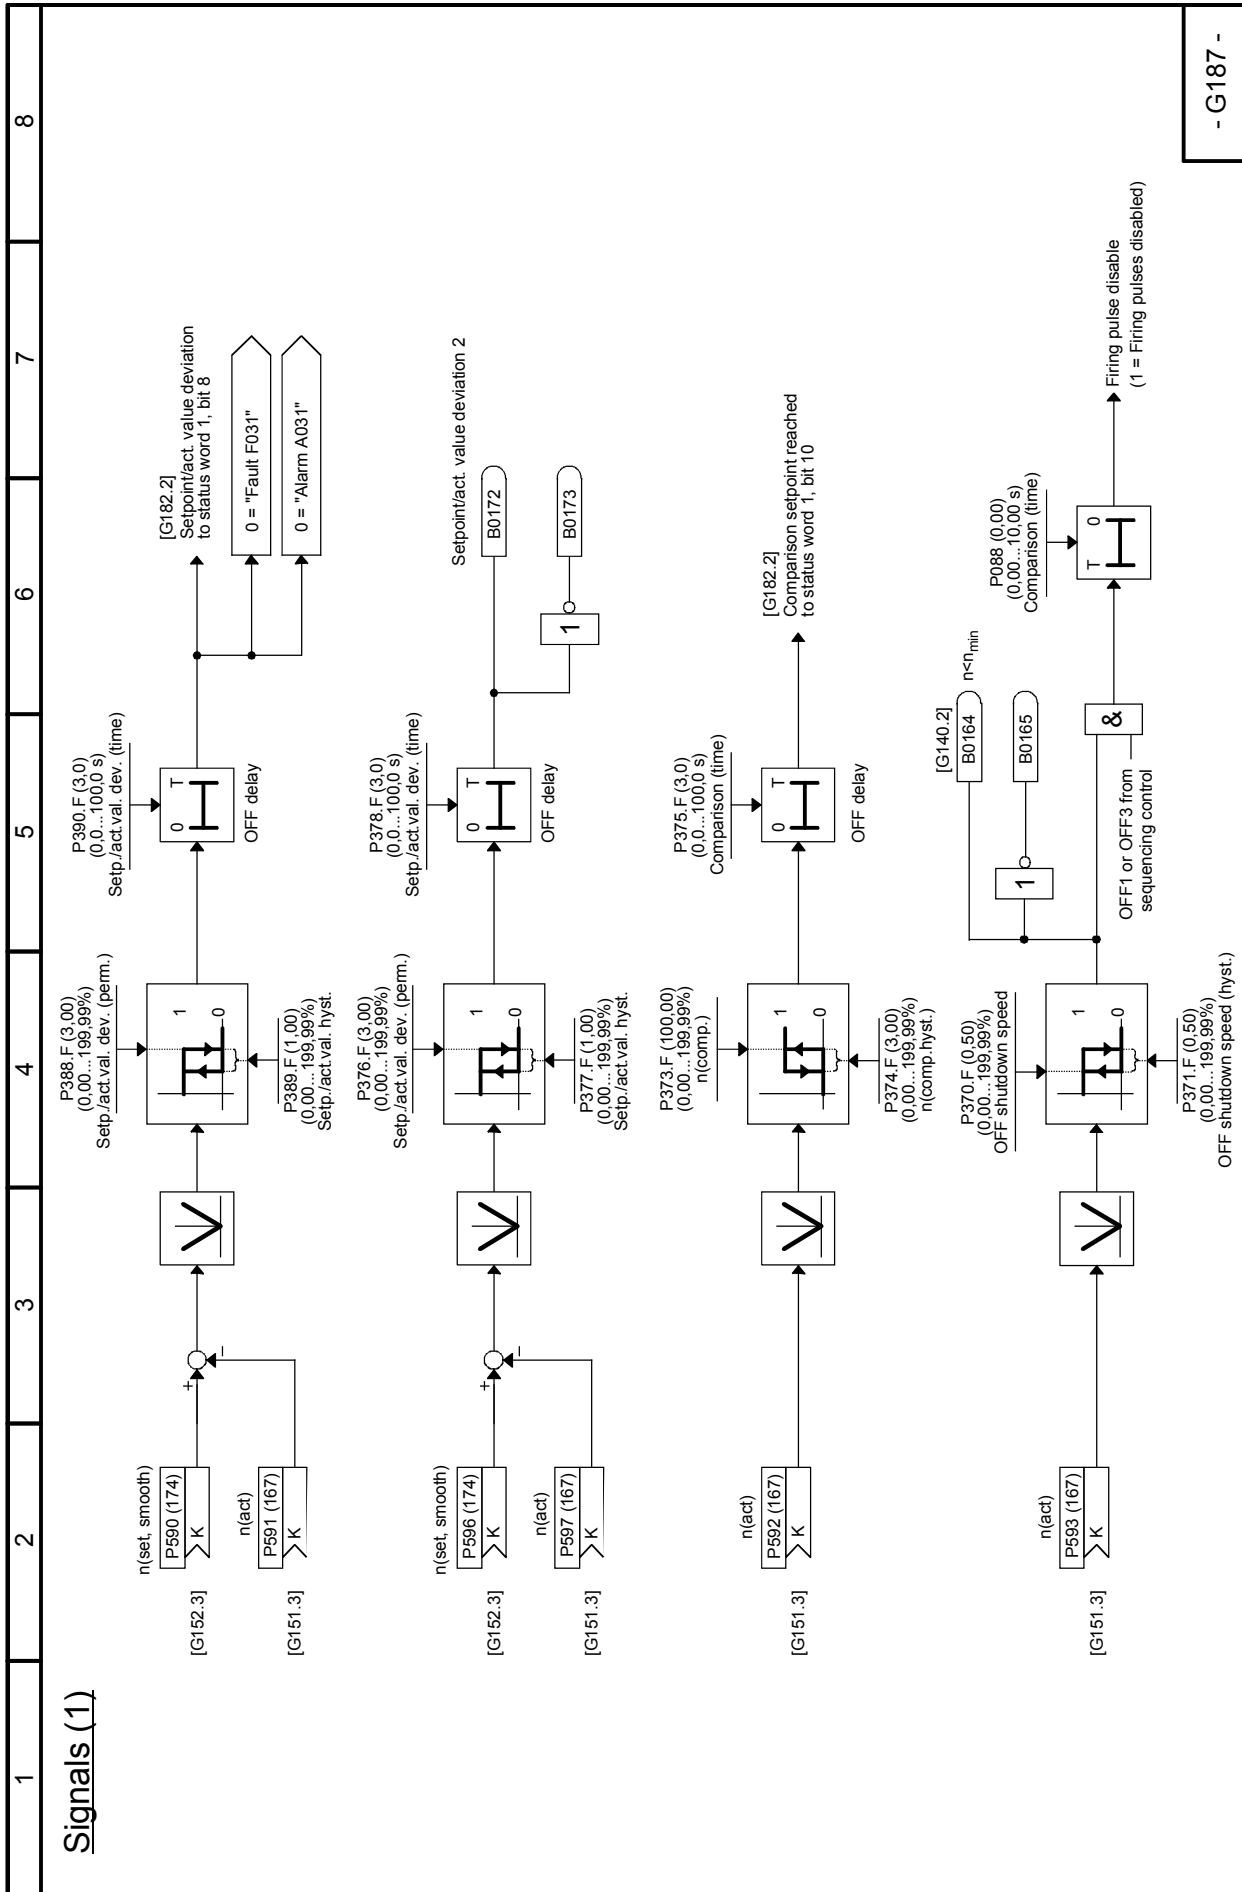 1 2 3 4 5 6 7 8
Signals (1)
n(set, smooth)
[G152.3]
P590 (174)
K
n(act)
[G151.3]
P591 (167)
K
+
–
P388.F (3,00)
(0,00...199,99%)
Setp./act.val. dev. (perm.)
1
0
P389.F (1,00)
(0,00...199,99%)
Setp./act.val. hyst.
P390.F (3,0)
(0,0...100,0 s)
Setp./act.val. dev. (time)
0 T
OFF delay
[G182.2]
Setpoint/act. value deviation
to status word 1, bit 8
0 = "Fault F031"
0 = "Alarm A031"
n(set, smooth)
[G152.3]
P596 (174)
K
n(act)
[G151.3]
P597 (167)
K
+
–
P376.F (3,00)
(0,00...199,99%)
Setp./act.val. dev. (perm.)
1
0
P377.F (1,00)
(0,00...199,99%)
Setp./act.val. hyst.
P378.F (3,0)
(0,0...100,0 s)
Setp./act.val. dev. (time)
0 T
OFF delay
Setpoint/act. value deviation 2
B0172
1
B0173
n(act)
[G151.3]
P592 (167)
K
P373.F (100,00)
(0,00...199,99%)
n(comp.)
1
0
P374.F (3,00)
(0,00...199,99%)
n(comp.hyst.)
P375.F (3,0)
(0,0...100,0 s)
Comparison (time)
0 T
OFF delay
[G182.2]
Comparison setpoint reached
to status word 1, bit 10
n(act)
[G151.3]
P593 (167)
K
P370.F (0,50)
(0,00...199,99%)
OFF shutdown speed
1
0
P371.F (0,50)
(0,00...199,99%)
OFF shutdown speed (hyst.)
[G140.2]
B0164
n<nmin
1
B0165
&
OFF1 or OFF3 from
sequencing control
P088 (0,00)
(0,00...10,00 s)
Comparison (time)
T 0
Firing pulse disable
(1 = Firing pulses disabled)
- G187 -